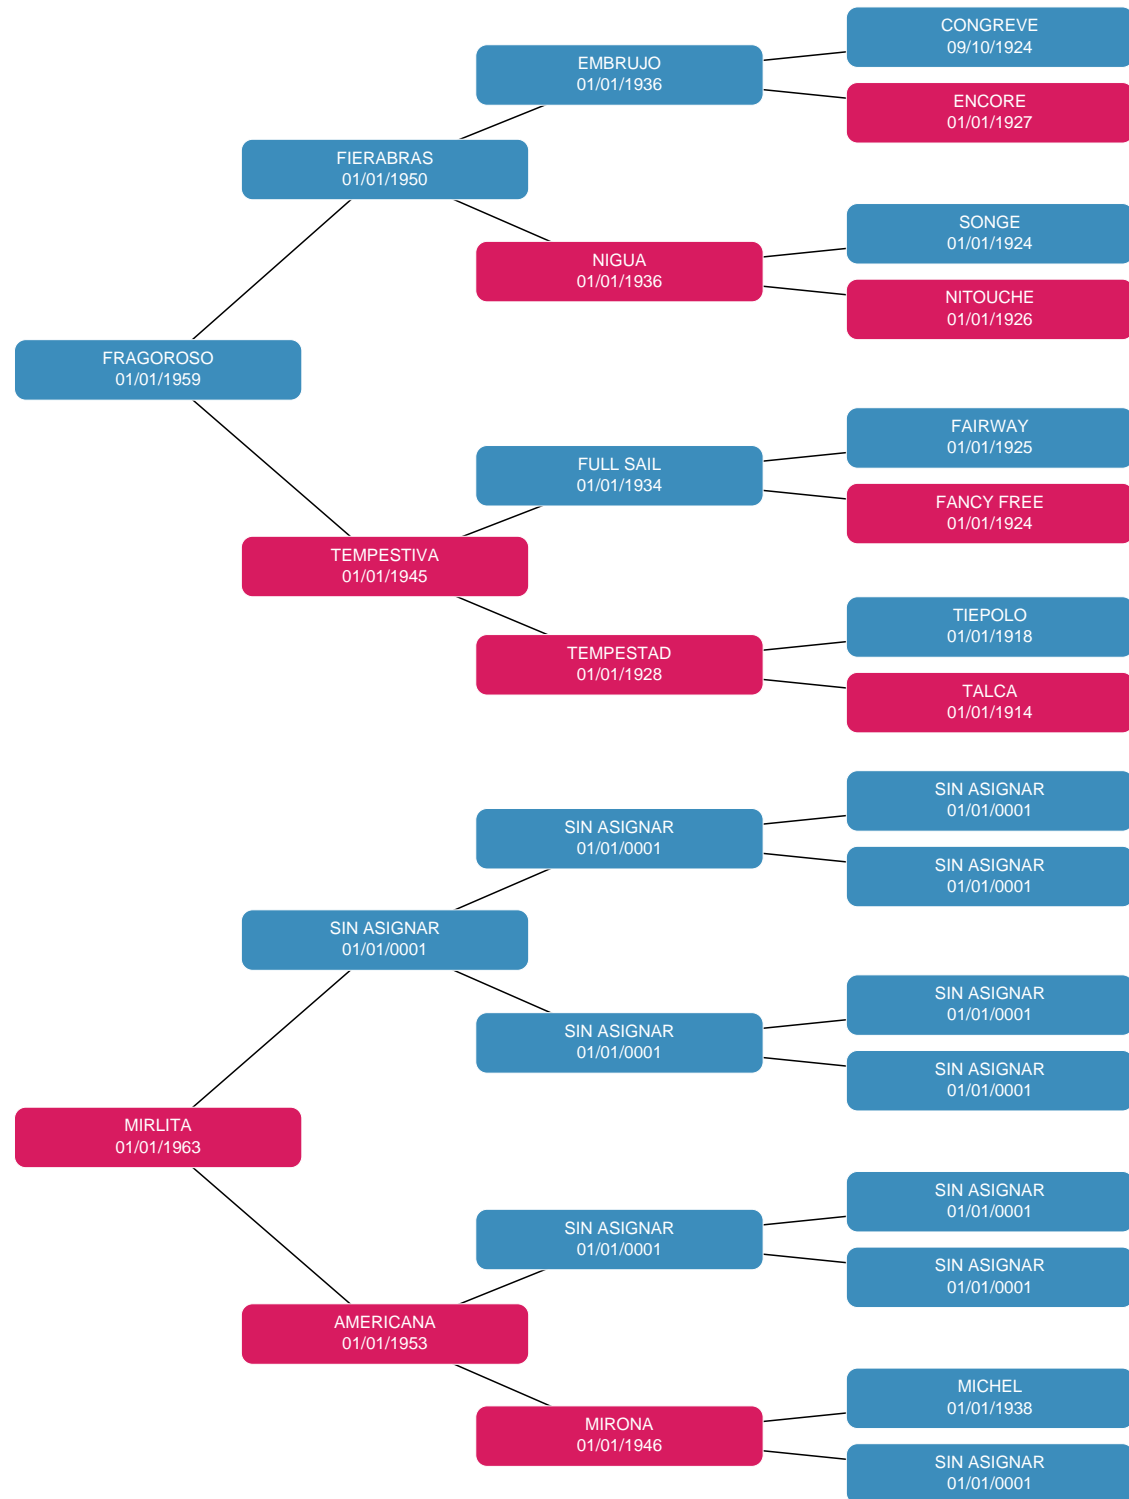 CONGREVE
09/10/1924
EMBRUJO
01/01/1936
ENCORE
01/01/1927
FIERABRAS
01/01/1950
SONGE
01/01/1924
NIGUA
01/01/1936
NITOUCHE
01/01/1926
FRAGOROSO
01/01/1959
FAIRWAY
01/01/1925
FULL SAIL
01/01/1934
FANCY FREE
01/01/1924
TEMPESTIVA
01/01/1945
TIEPOLO
01/01/1918
TEMPESTAD
01/01/1928
TALCA
01/01/1914
SIN ASIGNAR
01/01/0001
SIN ASIGNAR
01/01/0001
SIN ASIGNAR
01/01/0001
SIN ASIGNAR
01/01/0001
SIN ASIGNAR
01/01/0001
SIN ASIGNAR
01/01/0001
SIN ASIGNAR
01/01/0001
MIRLITA
01/01/1963
SIN ASIGNAR
01/01/0001
SIN ASIGNAR
01/01/0001
SIN ASIGNAR
01/01/0001
AMERICANA
01/01/1953
MICHEL
01/01/1938
MIRONA
01/01/1946
SIN ASIGNAR
01/01/0001